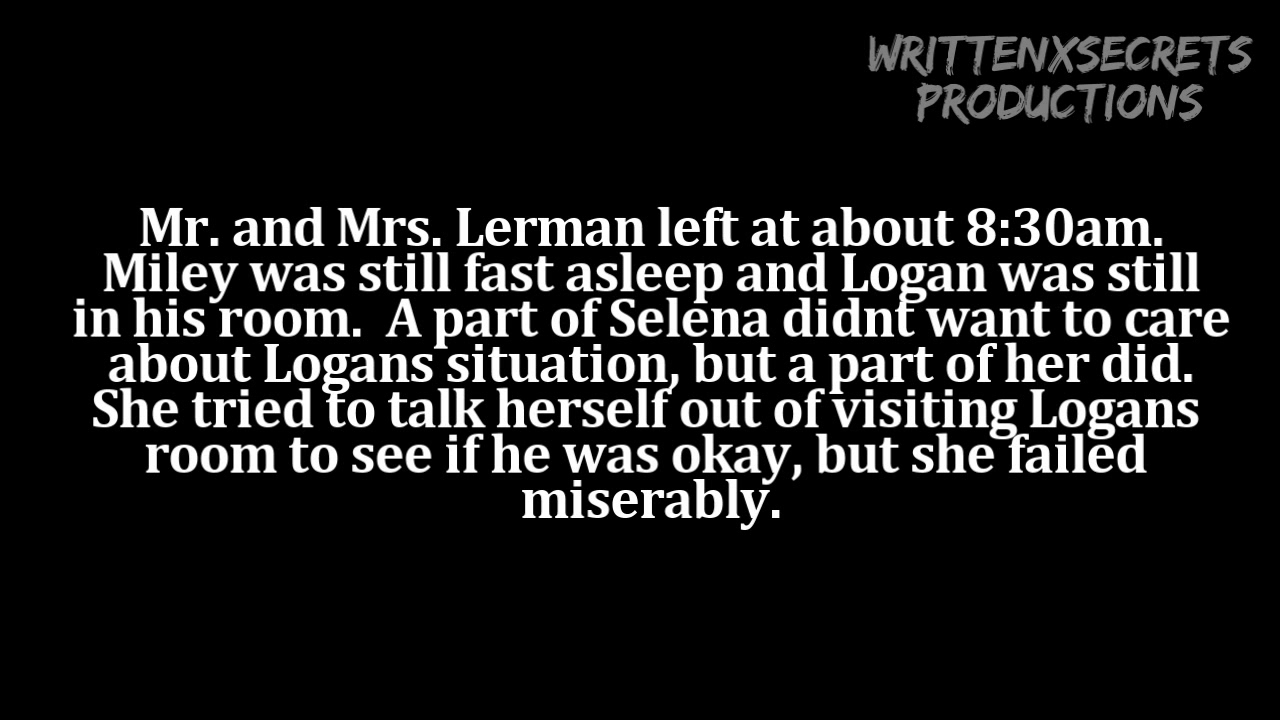 WRITTENXSECRETS
PRODUCTIONS
Mr. and Mrs. Lerman left at about 8:30am.
Miley was still fast asleep and Logan was still
in his room.  A part of Selena didnt want to care
about Logans situation, but a part of her did.
She tried to talk herself out of visiting Logans
room to see if he was okay, but she failed
miserably.